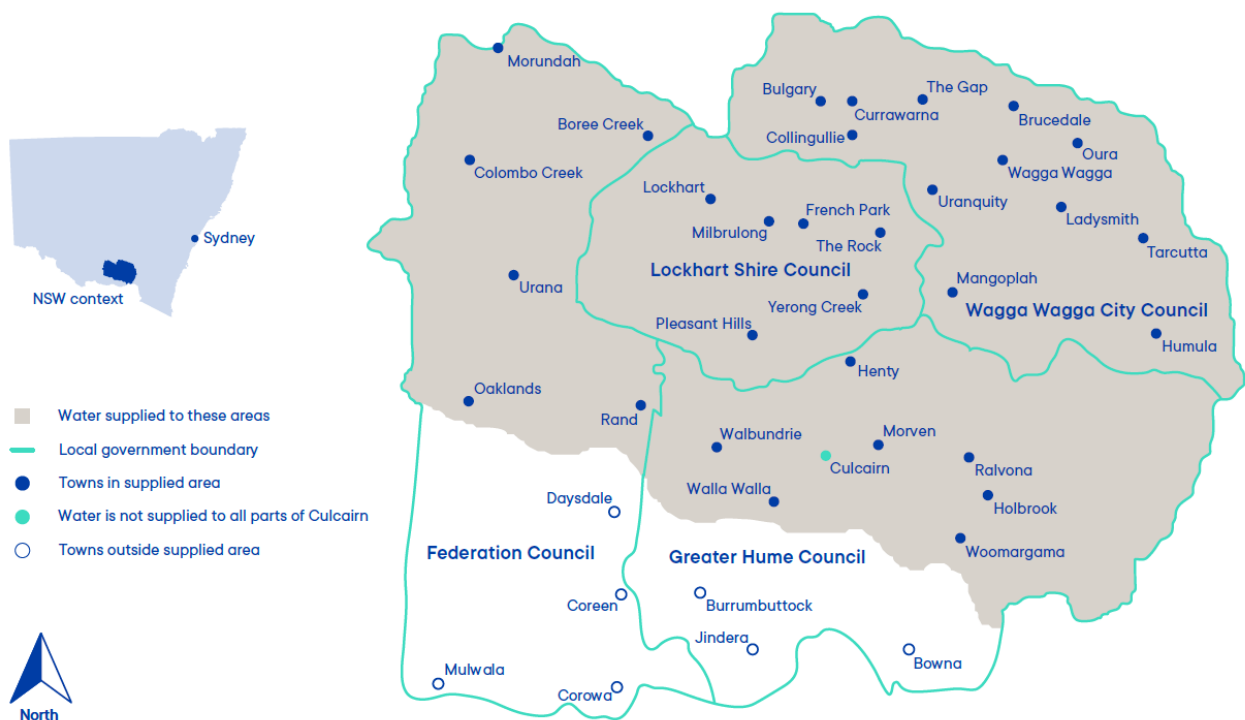 Morundah
Boree Creek
Colombo Creek
Bulgary
Currawarna
The Gap
Collingullie
Brucedale
Oura
Wagga Wagga
Uranquity
Ladysmith
Tarcutta
Lockhart
Milbrulong
French Park
The Rock
Lockhart Shire Council
Yerong Creek
Pleasant Hills
Mangoplah
Wagga Wagga City Council
Humula
Urana
Oaklands
Rand
Henty
Walbundrie
Morven
Culcairn
Ralvona
Walla Walla
Holbrook
Woomargama
Daysdale
Federation Council
Greater Hume Council
Coreen
Burrumbuttock
Jindera
Bowna
Mulwala
Corowa
Sydney
NSW context
Water supplied to these areas
Local government boundary
Towns in supplied area
Water is not supplied to all parts of Culcairn
Towns outside supplied area
North